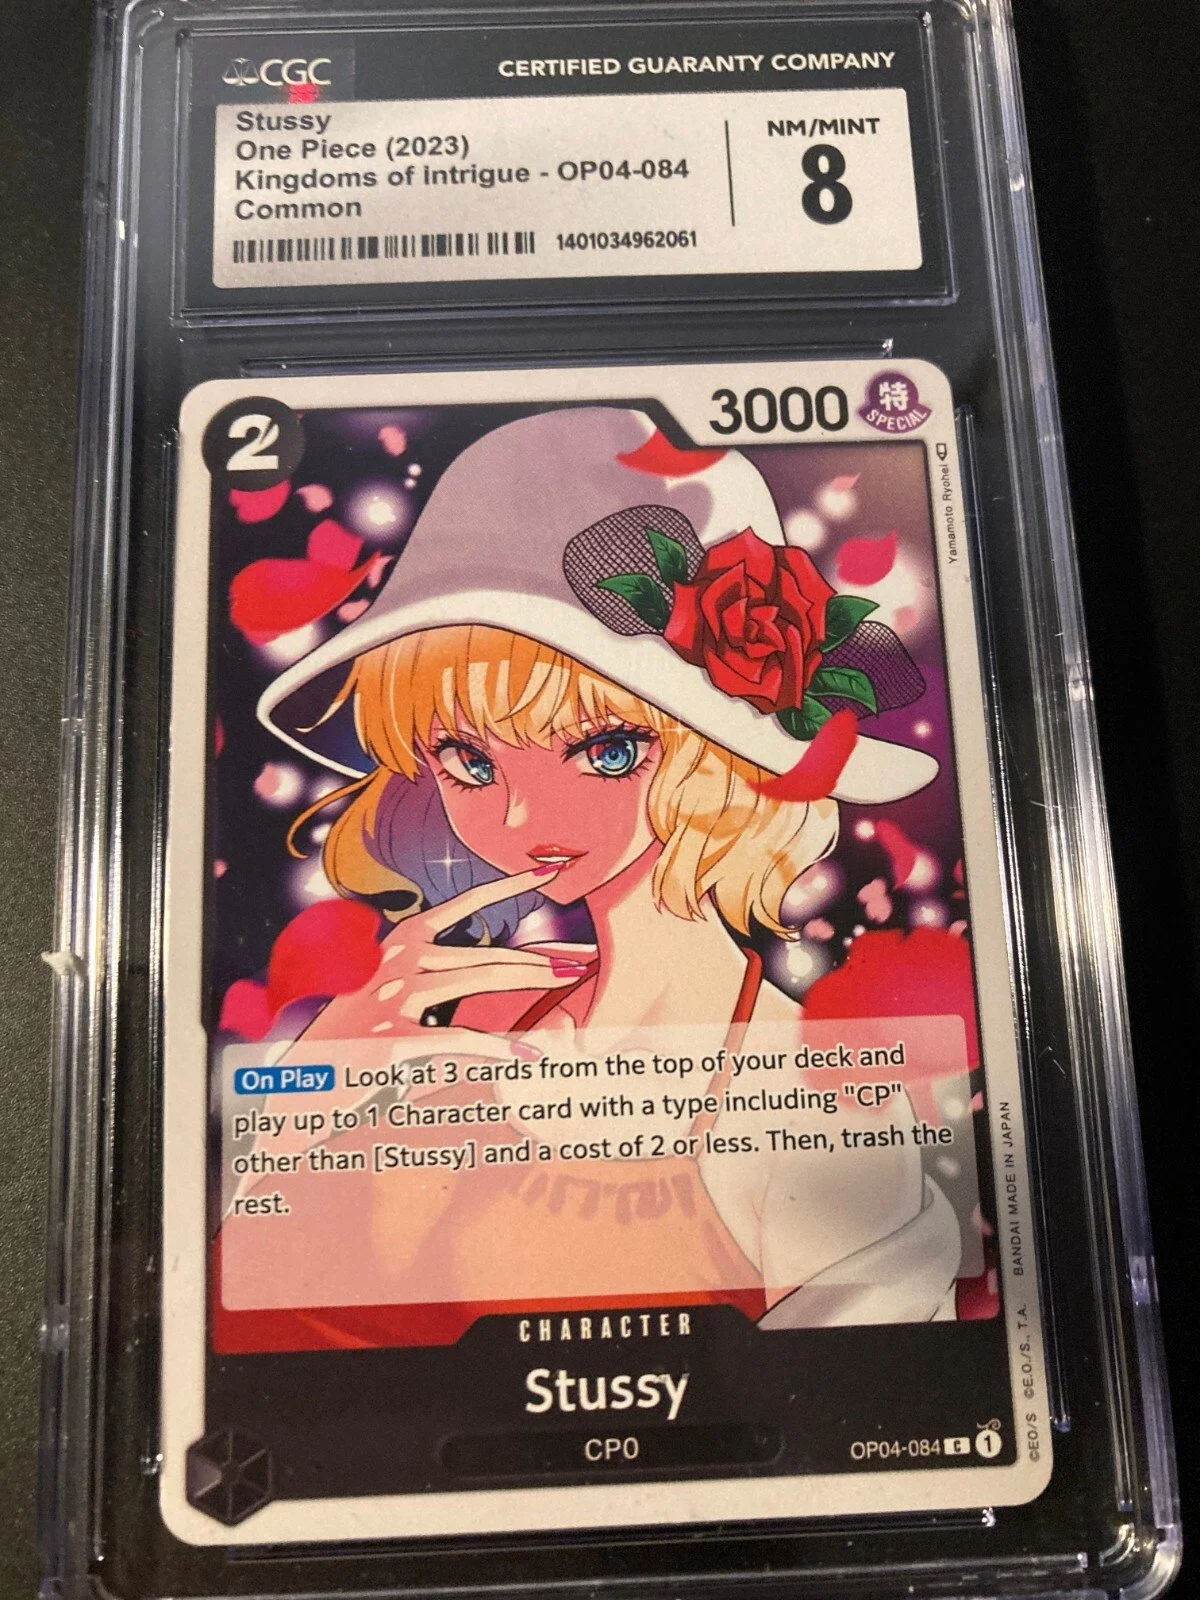 CGC
CERTIFIED GUARANTY COMPANY
Stussy
One Piece (2023)
Kingdoms of Intrigue - OP04-084
Common
1401034962061
NM/MINT
8
2
3000
特
SPECIAL
Yamamoto Ryohei
On Play Look at 3 cards from the top of your deck and
play up to 1 Character card with a type including "CP"
other than [Stussy] and a cost of 2 or less. Then, trash the
rest.
CHARACTER
Stussy
CP0
OP04-084 C 1
©EO/S ©E.O./S., T.A. BANDAI MADE IN JAPAN